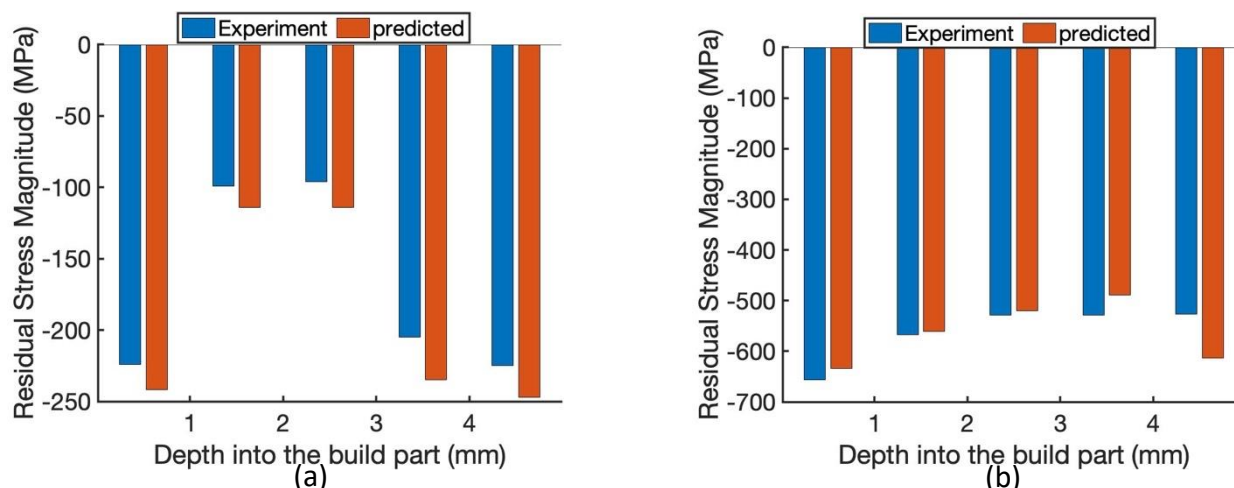 Experiment predicted
Residual Stress Magnitude (MPa)
0
-50
-100
-150
-200
-250
1 2 3 4
Depth into the build part (mm)
(a)
Experiment predicted
Residual Stress Magnitude (MPa)
0
-100
-200
-300
-400
-500
-600
-700
1 2 3 4
Depth into the build part (mm)
(b)